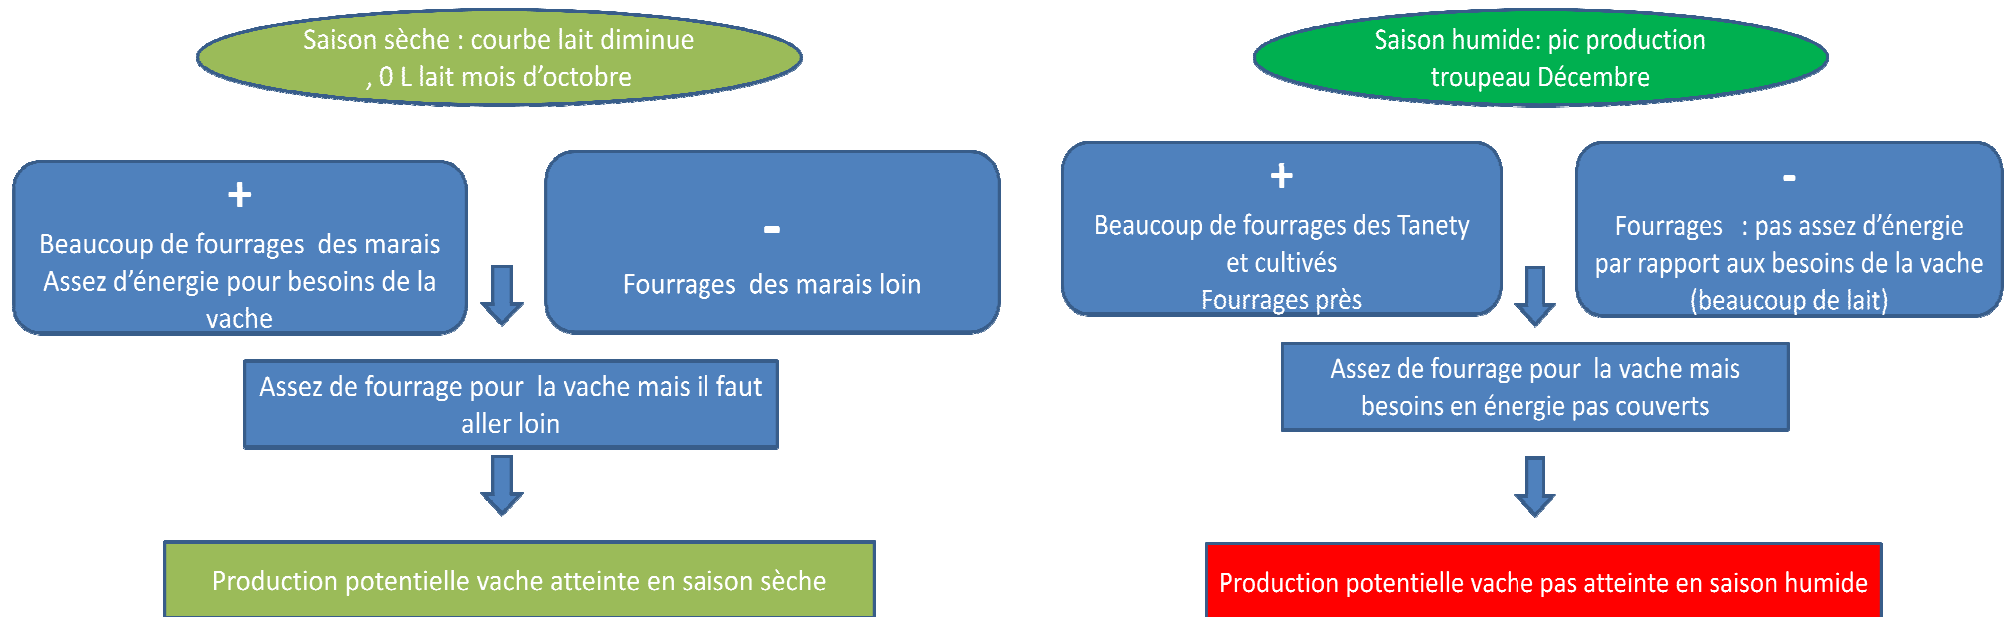 Saison sèche : courbe lait diminue
, 0 L lait mois d’octobre
+
Beaucoup de fourrages des marais
Assez d’énergie pour besoins de la
vache
-
Fourrages des marais loin
Assez de fourrage pour la vache mais il faut
aller loin
Production potentielle vache atteinte en saison sèche
Saison humide: pic production
troupeau Décembre
+
Beaucoup de fourrages des Tanety
et cultivés
Fourrages près
-
Fourrages : pas assez d’énergie
par rapport aux besoins de la vache
(beaucoup de lait)
Assez de fourrage pour la vache mais
besoins en énergie pas couverts
Production potentielle vache pas atteinte en saison humide